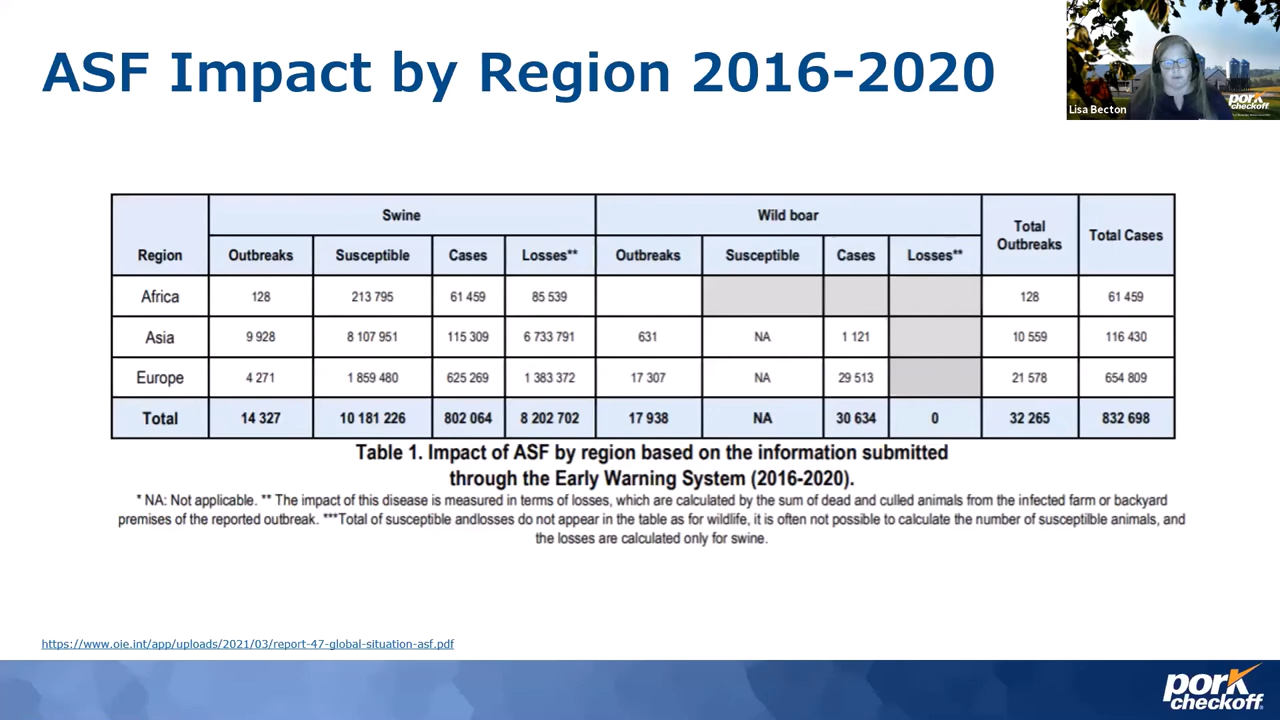 ASF Impact by Region 2016-2020
Lisa Becton
pork
checkoff
Region
Swine
Wild boar
Total
Outbreaks
Total Cases
Outbreaks Susceptible Cases Losses** Outbreaks Susceptible Cases Losses**
Africa 128 213 795 61 459 85 539 128 61 459
Asia 9 928 8 107 951 115 309 6 733 791 631 NA 1 121 10 559 116 430
Europe 4 271 1 859 480 625 269 1 383 372 17 307 NA 29 513 21 578 654 809
Total 14 327 10 181 226 802 064 8 202 702 17 938 NA 30 634 0 32 265 832 698
Table 1. Impact of ASF by region based on the information submitted
through the Early Warning System (2016-2020).
* NA: Not applicable. ** The impact of this disease is measured in terms of losses, which are calculated by the sum of dead and culled animals from the infected farm or backyard
premises of the reported outbreak. ***Total of susceptible andlosses do not appear in the table as for wildlife, it is often not possible to calculate the number of susceptilble animals, and
the losses are calculated only for swine.
https://www.oie.int/app/uploads/2021/03/report-47-global-situation-asf.pdf
pork
checkoff